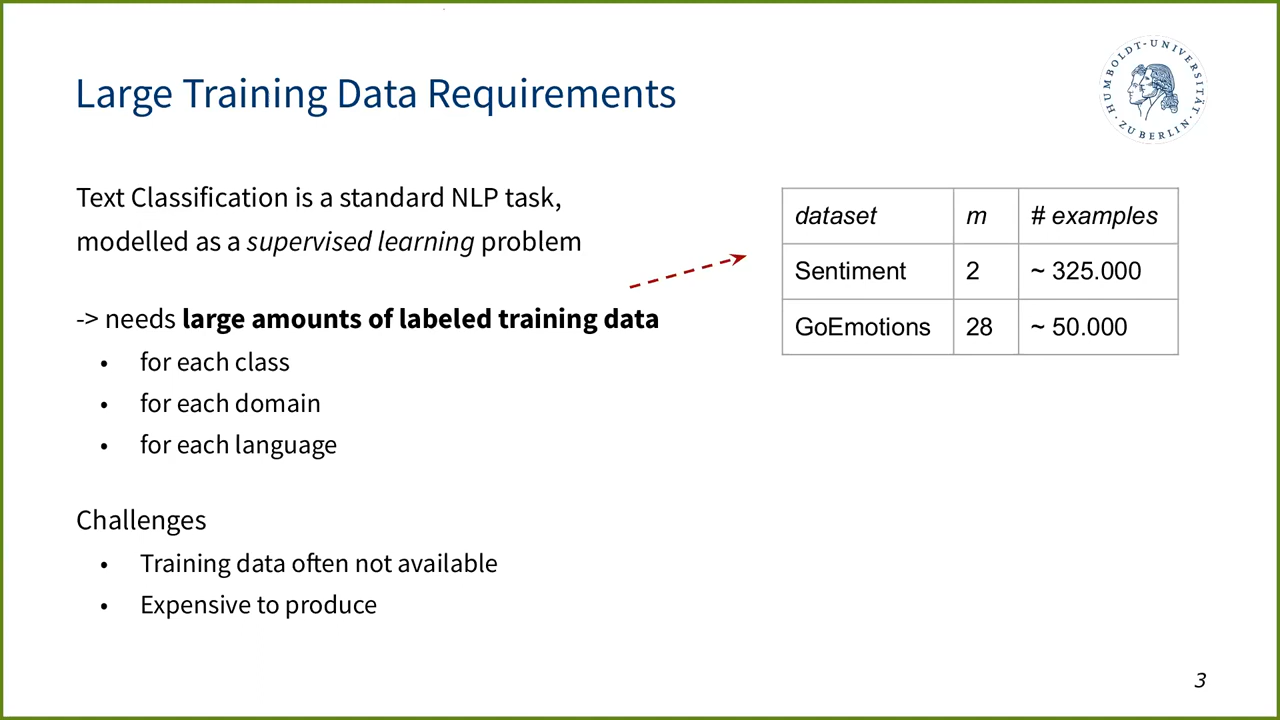 Large Training Data Requirements
HUMBOLDT-UNIVERSITÄT ZU BERLIN
Text Classification is a standard NLP task,
modelled as a supervised learning problem
-> needs large amounts of labeled training data
• for each class
• for each domain
• for each language
Challenges
• Training data often not available
• Expensive to produce
dataset m # examples
Sentiment 2 ~ 325.000
GoEmotions 28 ~ 50.000
3